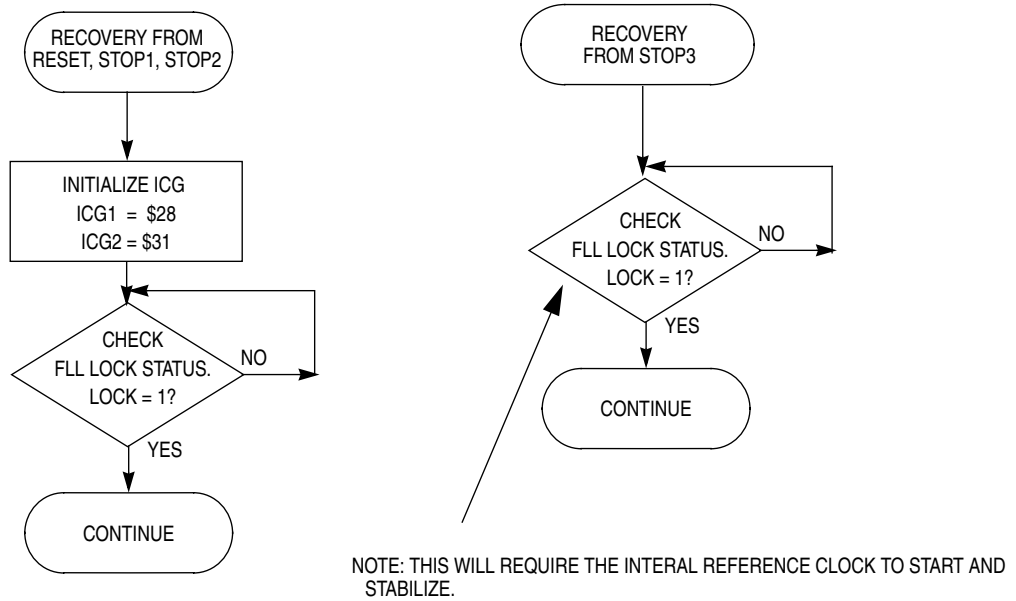 RECOVERY FROM
RESET, STOP1, STOP2
INITIALIZE ICG
ICG1 = $28
ICG2 = $31
CHECK
FLL LOCK STATUS.
LOCK = 1?
NO
YES
CONTINUE
RECOVERY
FROM STOP3
CHECK
FLL LOCK STATUS.
LOCK = 1?
NO
YES
CONTINUE
NOTE: THIS WILL REQUIRE THE INTERAL REFERENCE CLOCK TO START AND
STABILIZE.